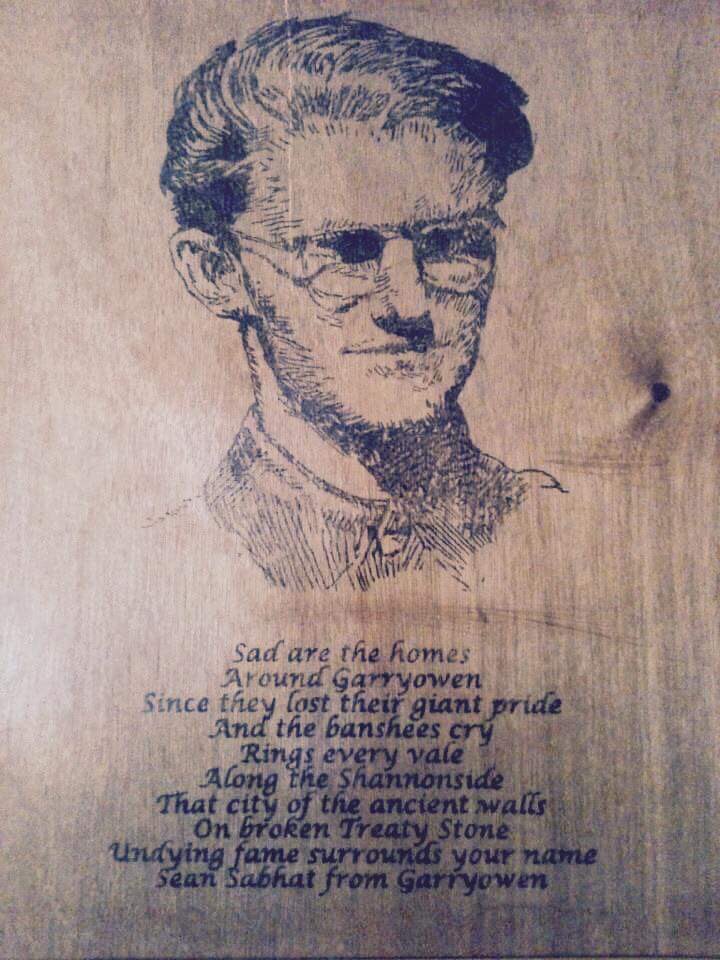 Sad are the homes
Around Garryowen
Since they lost their giant pride
And the banshees cry
Rings every vale
Along the Shannonside
That city of the ancient walls
On broken Treaty Stone
Undying fame surrounds your name
Sean Sabhat from Garryowen